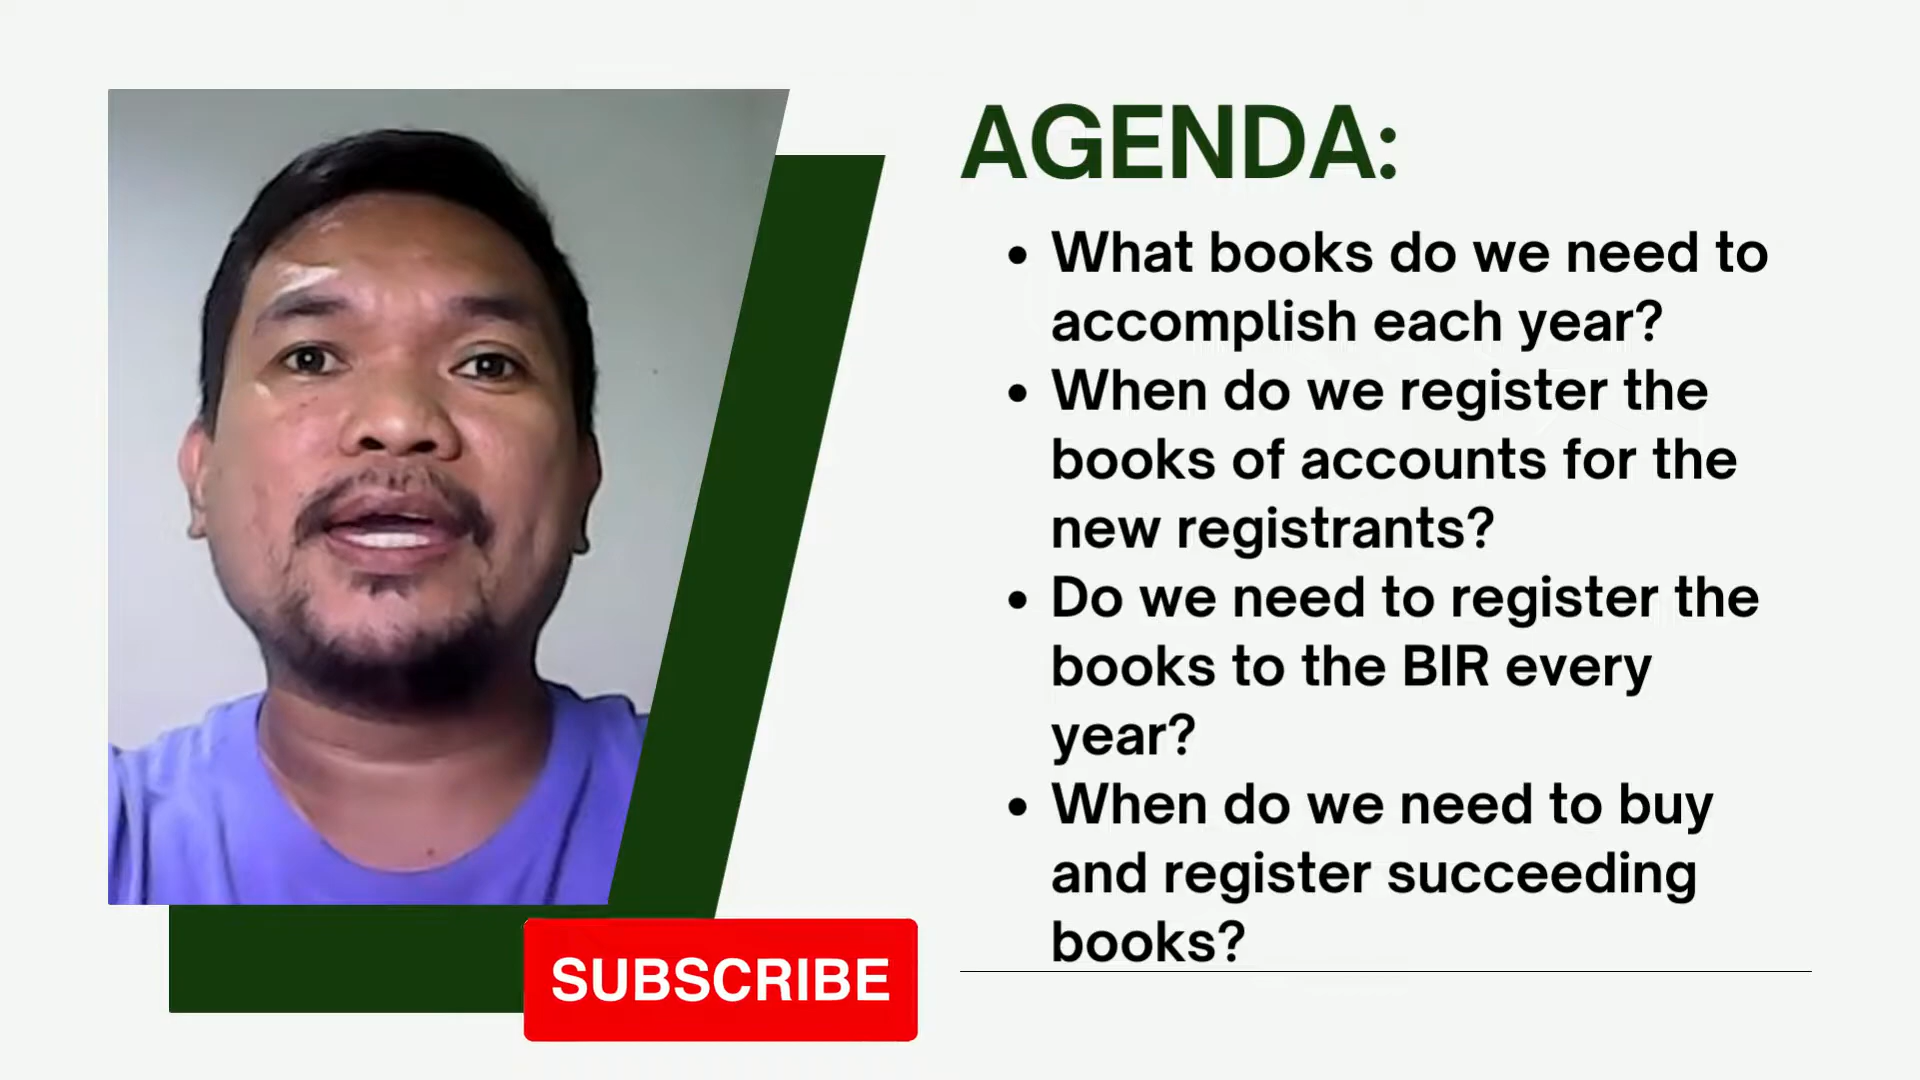 AGENDA:
• What books do we need to
accomplish each year?
• When do we register the
books of accounts for the
new registrants?
• Do we need to register the
books to the BIR every
year?
• When do we need to buy
and register succeeding
books?
SUBSCRIBE